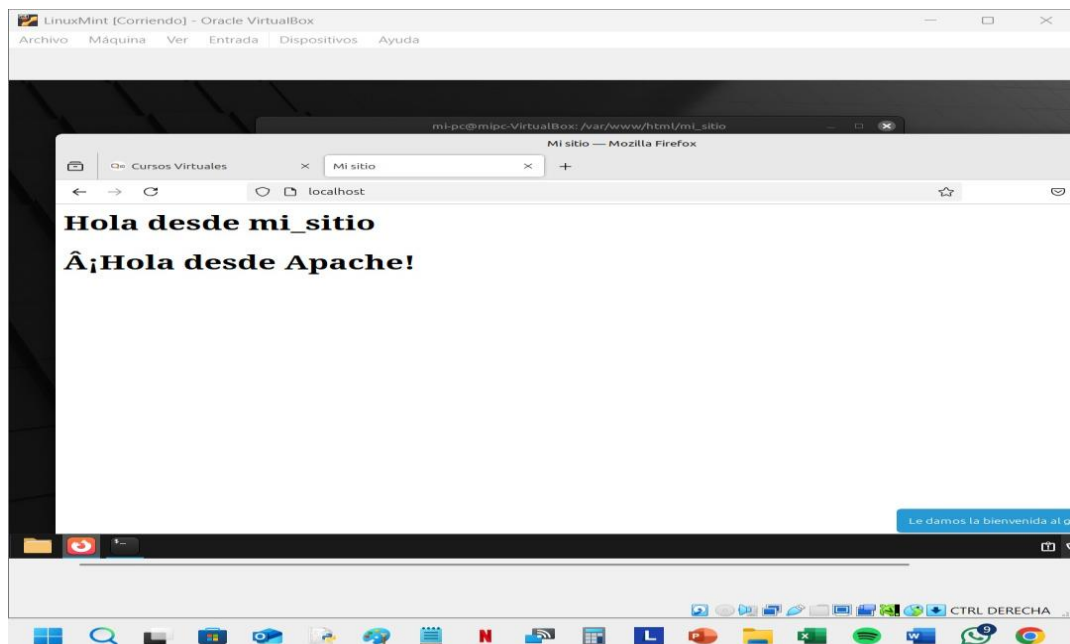 LinuxMint [Corriendo] - Oracle VirtualBox
Archivo Máquina Ver Entrada Dispositivos Ayuda
mi-pc@mipc-VirtualBox: /var/www/html/mi_sitio
Mi sitio — Mozilla Firefox
Cursos Virtuales
Mi sitio
localhost
Hola desde mi_sitio
Â¡Hola desde Apache!
Le damos la bienvenida al g
CTRL DERECHA
9